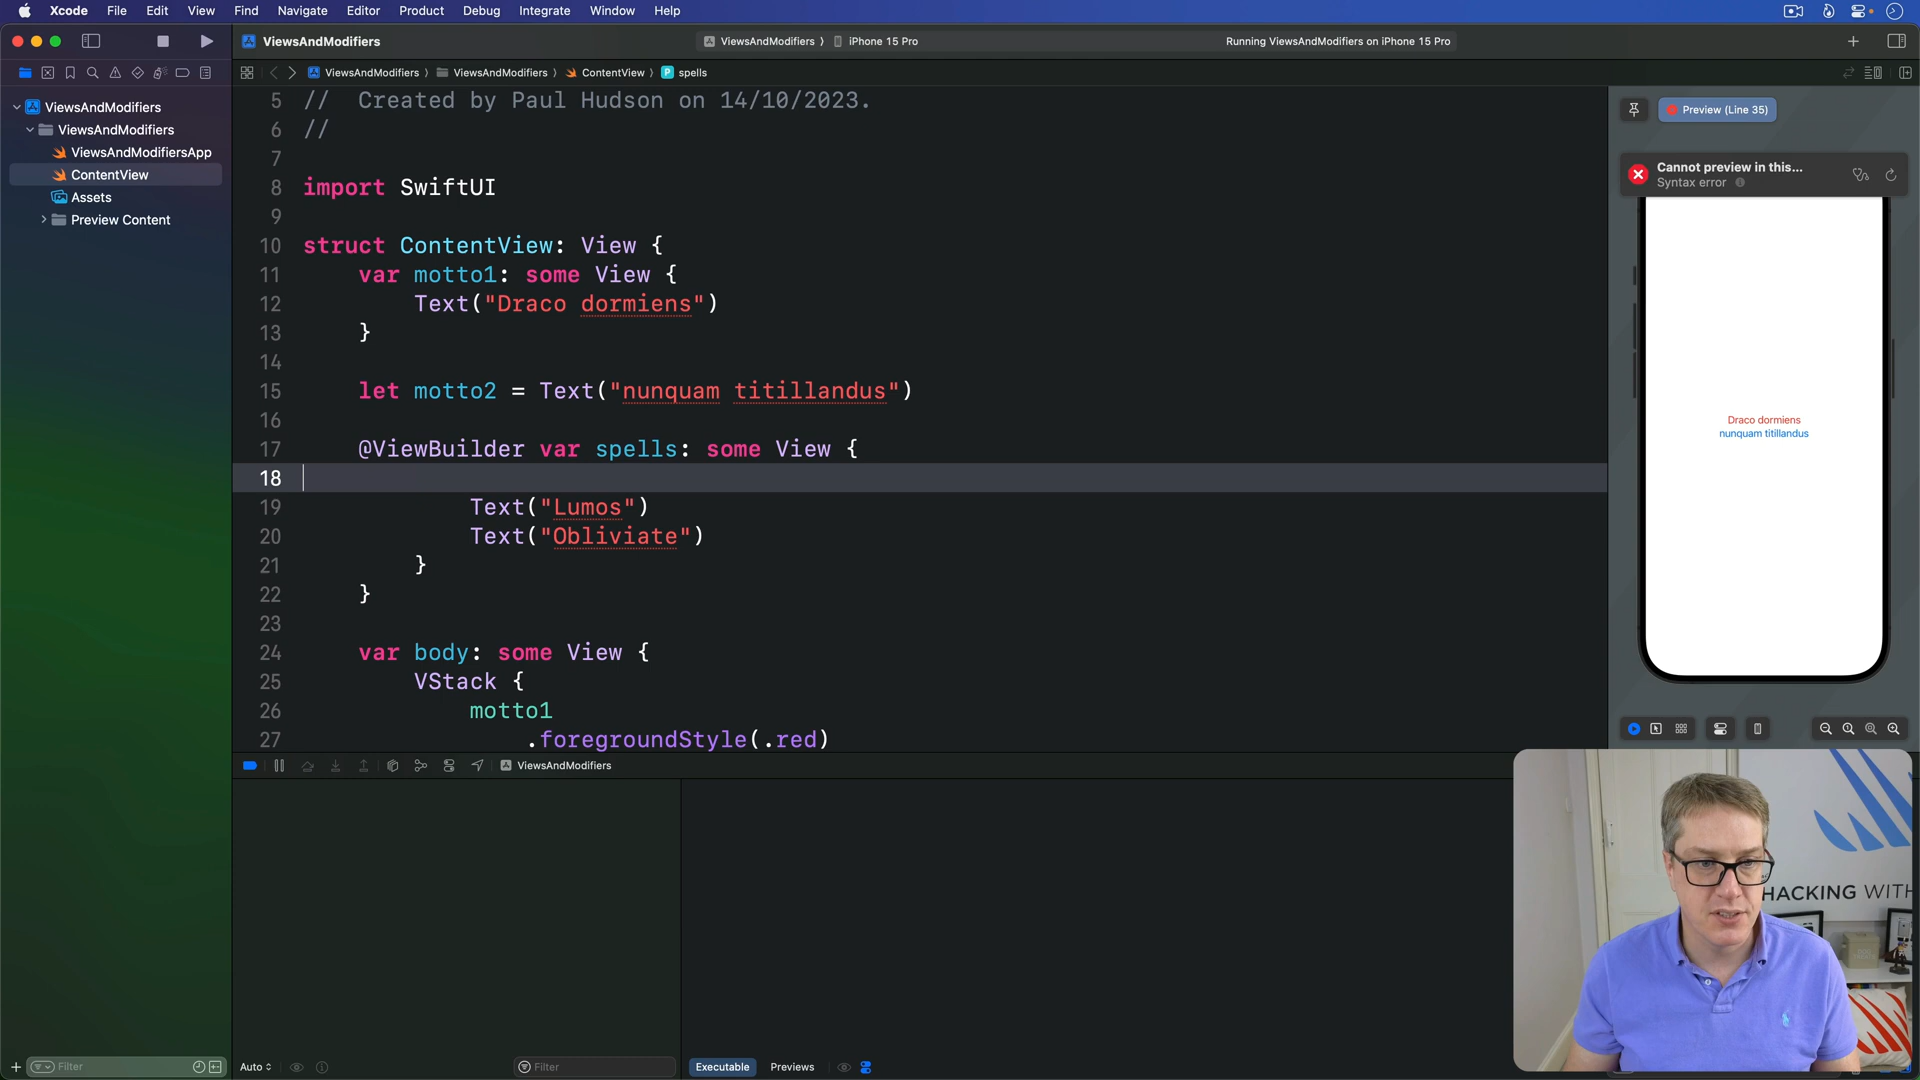 Xcode File Edit View Find Navigate Editor Product Debug Integrate Window Help
ViewsAndModifiers
ViewsAndModifiers 〉 iPhone 15 Pro
Running ViewsAndModifiers on iPhone 15 Pro
ViewsAndModifiers 〉 ViewsAndModifiers 〉 ContentView 〉 P spells
ViewsAndModifiers
ViewsAndModifiers
ViewsAndModifiersApp
ContentView
Assets
Preview Content
5 // Created by Paul Hudson on 14/10/2023.
6 //
7
8 import SwiftUI
9
10 struct ContentView: View {
11 var motto1: some View {
12 Text("Draco dormiens")
13 }
14
15 let motto2 = Text("nunquam titillandus")
16
17 @ViewBuilder var spells: some View {
18
19 Text("Lumos")
20 Text("Obliviate")
21 }
22 }
23
24 var body: some View {
25 VStack {
26 motto1
27 .foregroundStyle(.red)
Preview (Line 35)
Cannot preview in this...
Syntax error
Draco dormiens
nunquam titillandus
ViewsAndModifiers
HACKING WITH
Filter
Auto
Filter
Executable
Previews